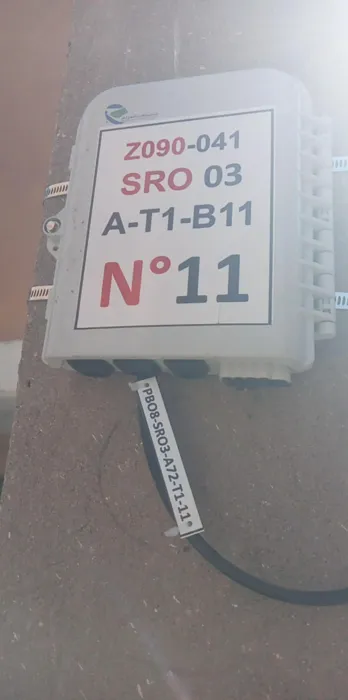 Z090-041
SRO 03
A-T1-B11
N°11
PBO8-SRO3-A72-T1-11